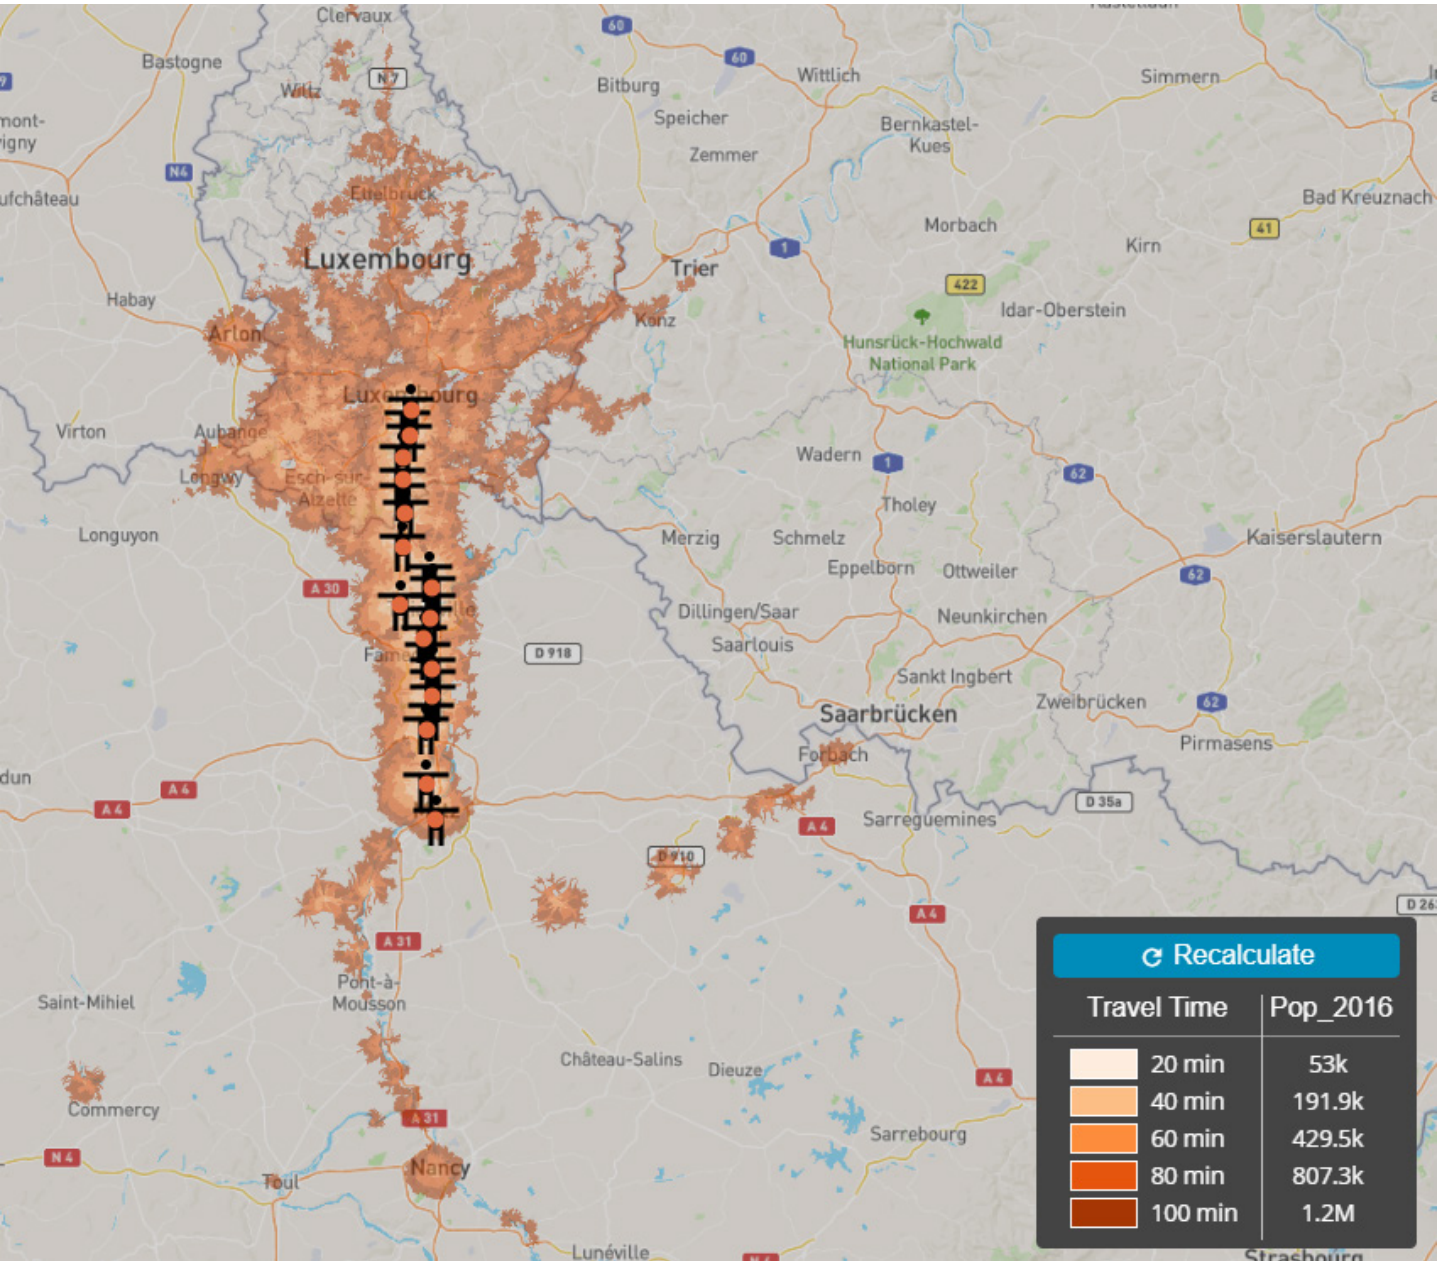 Clervaux
60
Bastogne
60
N 7
Wittlich
Simmern
Wiltz
Bitburg
Speicher
Bernkastel-
Kues
Zemmer
N4
Ettelbruck
Bad Kreuznach
Morbach
41
Kirn
1
Luxembourg
Trier
422
Habay
Idar-Oberstein
Konz
Arlon
Hunsrück-Hochwald
National Park
Luxembourg
Virton
Aubange
Wadern
1
62
Longwy
Esch-sur-
Alzette
Tholey
Longuyon
Merzig
Schmelz
Kaiserslautern
Eppelborn
Ottweiler
62
A 30
Dillingen/Saar
Neunkirchen
Saarlouis
D 918
Sankt Ingbert
Zweibrücken
62
Saarbrücken
Pirmasens
Forbach
A 4
A 4
D 35a
Sarreguemines
A 4
D 910
A 4
D 26
A 31
Pont-à-
Mousson
Saint-Mihiel
Château-Salins
Dieuze
A 4
Commercy
A 31
Sarrebourg
N 4
Nancy
Toul
Lunéville
Strasbourg
Recalculate
Travel Time Pop_2016
20 min 53k
40 min 191.9k
60 min 429.5k
80 min 807.3k
100 min 1.2M